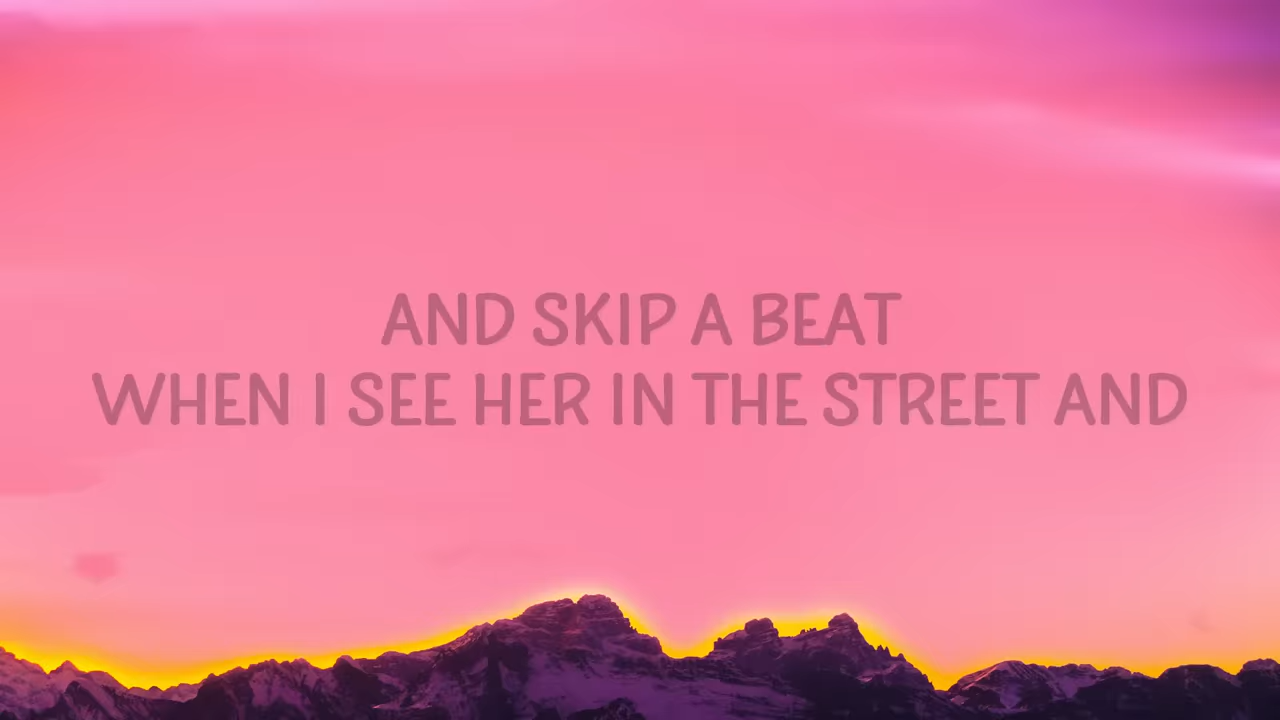 AND SKIP A BEAT
WHEN I SEE HER IN THE STREET AND